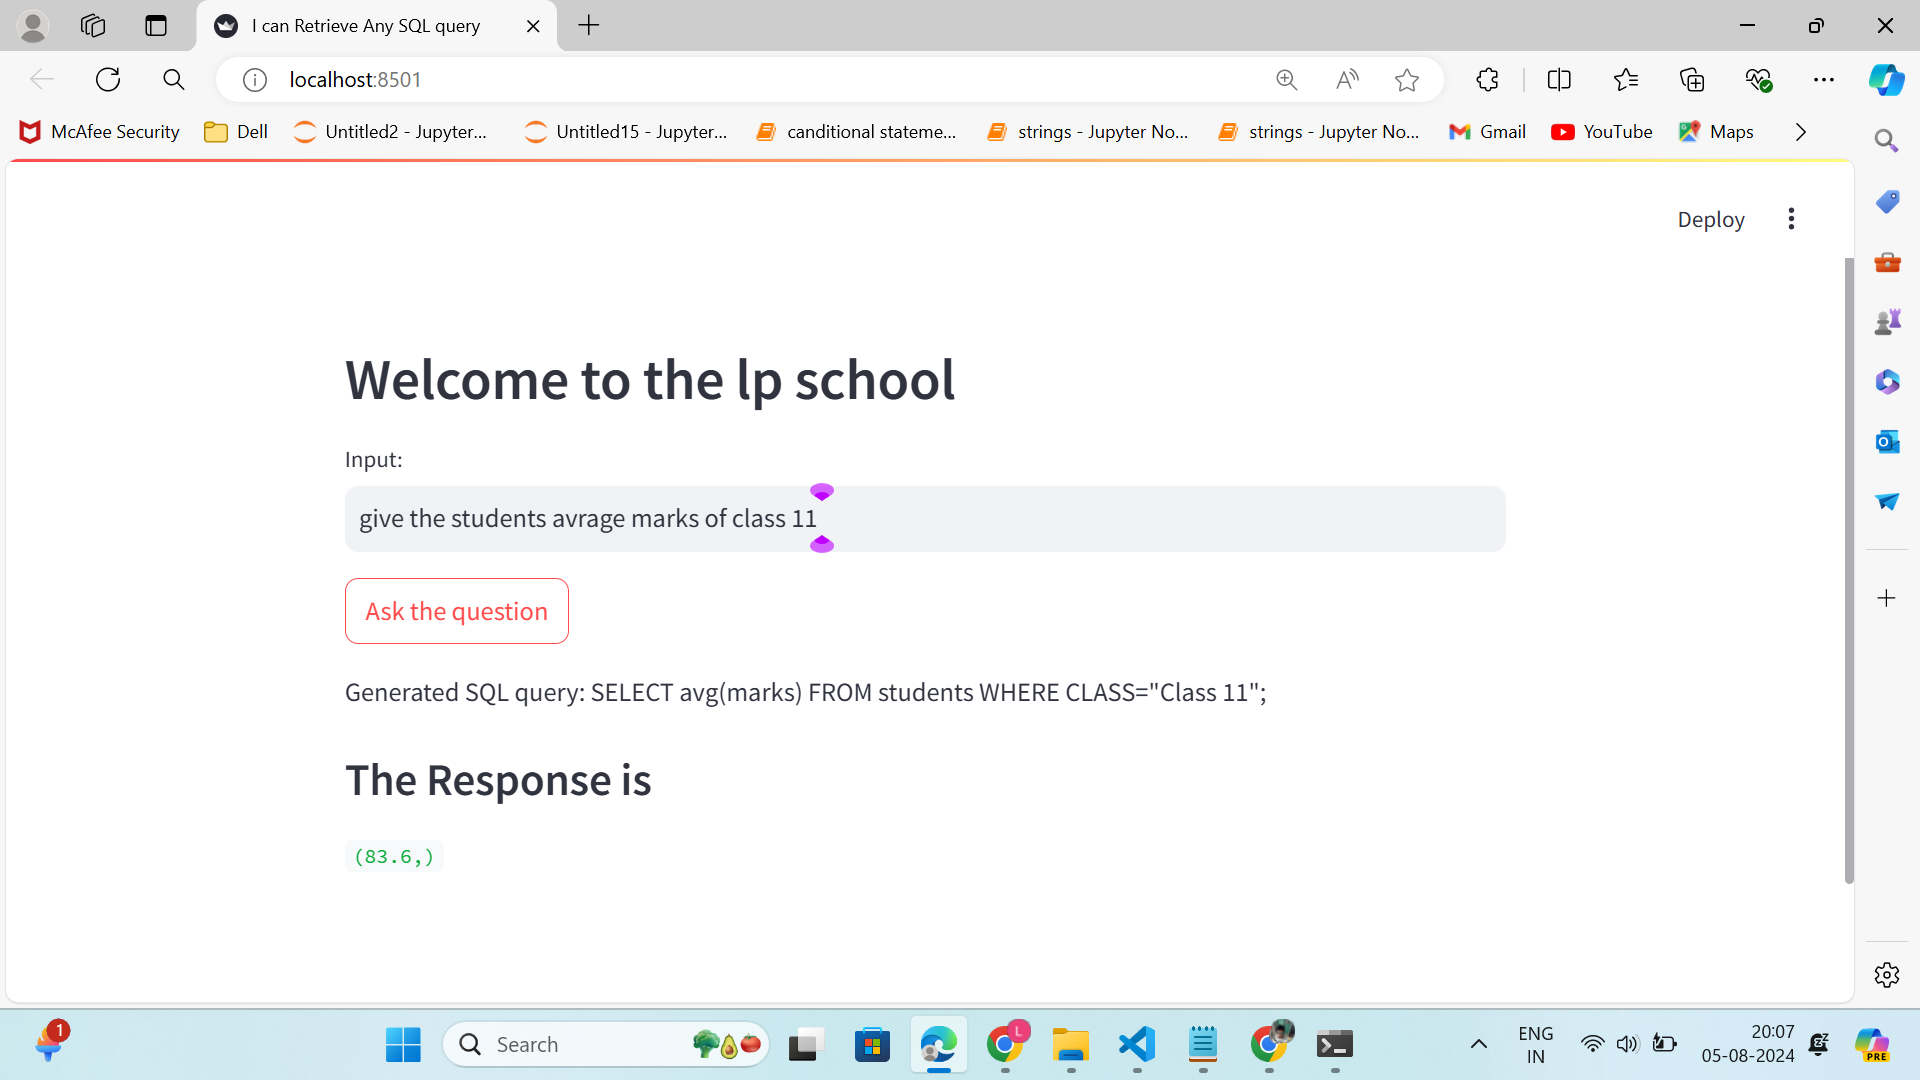 I can Retrieve Any SQL query
localhost:8501
McAfee Security
Dell
Untitled2 - Jupyter...
Untitled15 - Jupyter...
canditional stateme...
strings - Jupyter No...
strings - Jupyter No...
Gmail
YouTube
Maps
Deploy
Welcome to the lp school
Input:
give the students avrage marks of class 11
Ask the question
Generated SQL query: SELECT avg(marks) FROM students WHERE CLASS="Class 11";
The Response is
(83.6,)
1
Search
L
PRE
ENG
IN
20:07
05-08-2024